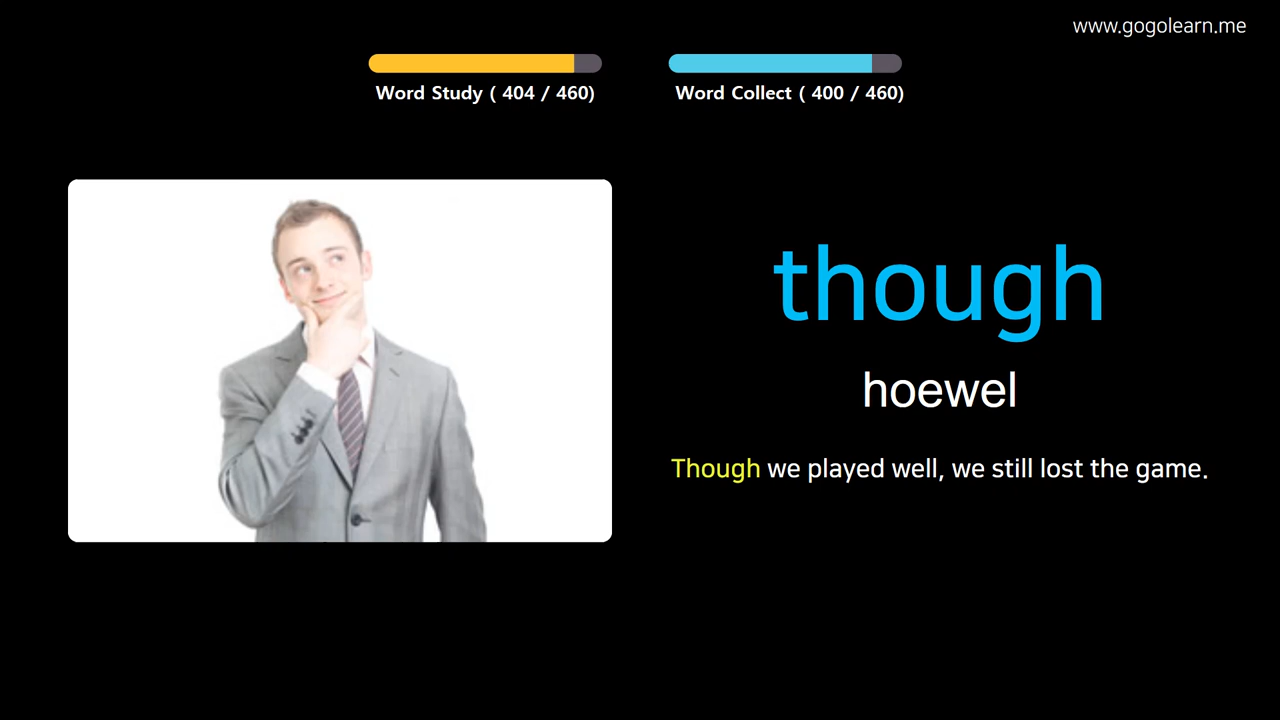 www.gogolearn.me
Word Study ( 404 / 460)
Word Collect ( 400 / 460)
though
hoewel
Though we played well, we still lost the game.